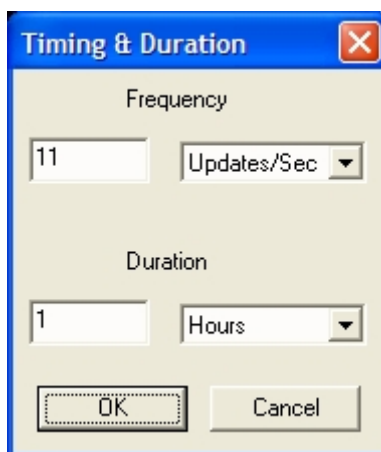 Timing & Duration
Frequency
11 Updates/Sec
Duration
1 Hours
OK Cancel